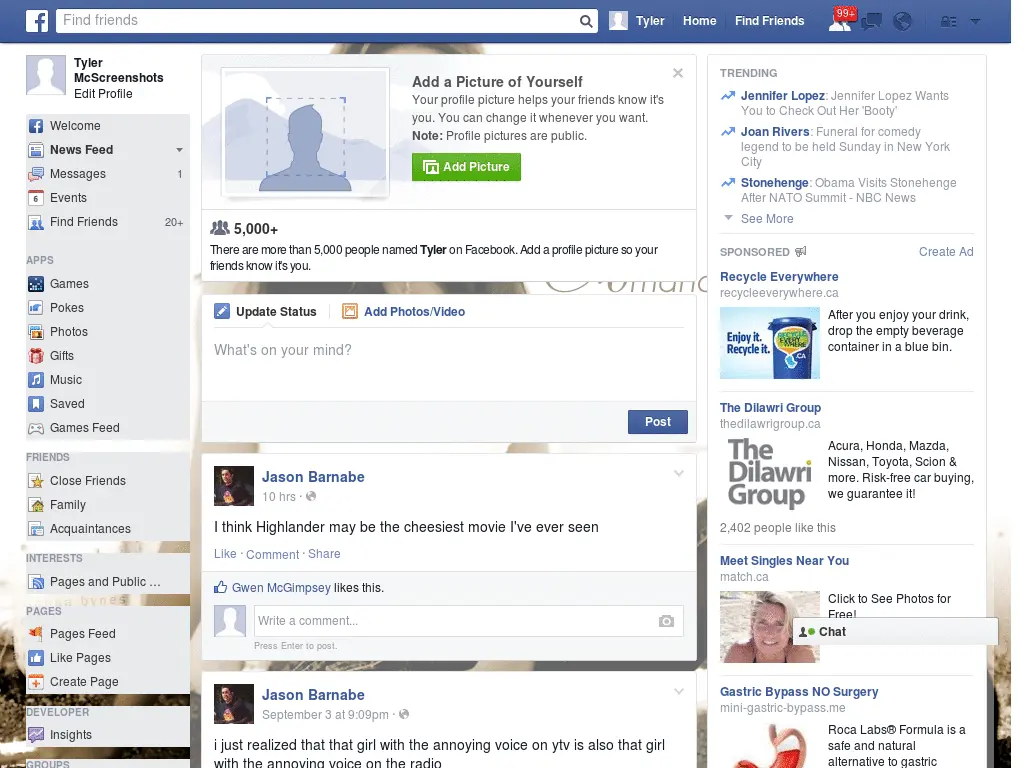 Find friends
Tyler
Home
Find Friends
99+
Tyler
McScreenshots
Edit Profile
Welcome
News Feed
Messages
1
Events
Find Friends
20+
APPS
Games
Pokes
Photos
Gifts
Music
Saved
Games Feed
FRIENDS
Close Friends
Family
Acquaintances
INTERESTS
Pages and Public ...
PAGES
Pages Feed
Like Pages
Create Page
DEVELOPER
Insights
GROUPS
Add a Picture of Yourself
Your profile picture helps your friends know it's
you. You can change it whenever you want.
Note: Profile pictures are public.
Add Picture
5,000+
There are more than 5,000 people named Tyler on Facebook. Add a profile picture so your
friends know it's you.
Update Status
Add Photos/Video
What's on your mind?
Post
Jason Barnabe
10 hrs ·
I think Highlander may be the cheesiest movie I've ever seen
Like · Comment · Share
Gwen McGimpsey likes this.
Write a comment...
Press Enter to post.
Jason Barnabe
September 3 at 9:09pm ·
i just realized that that girl with the annoying voice on ytv is also that girl
with the annoying voice on the radio
TRENDING
Jennifer Lopez: Jennifer Lopez Wants
You to Check Out Her 'Booty'
Joan Rivers: Funeral for comedy
legend to be held Sunday in New York
City
Stonehenge: Obama Visits Stonehenge
After NATO Summit - NBC News
See More
SPONSORED
Create Ad
Recycle Everywhere
recycleeverywhere.ca
Enjoy it.
Recycle it.
RECYCLE
EVERYWHERE
.CA
After you enjoy your drink,
drop the empty beverage
container in a blue bin.
The Dilawri Group
thedilawrigroup.ca
The
Dilawri
Group
Acura, Honda, Mazda,
Nissan, Toyota, Scion &
more. Risk-free car buying,
we guarantee it!
2,402 people like this
Meet Singles Near You
match.ca
Click to See Photos for
Free!
Chat
Gastric Bypass NO Surgery
mini-gastric-bypass.me
Roca Labs® Formula is a
safe and natural
alternative to gastric